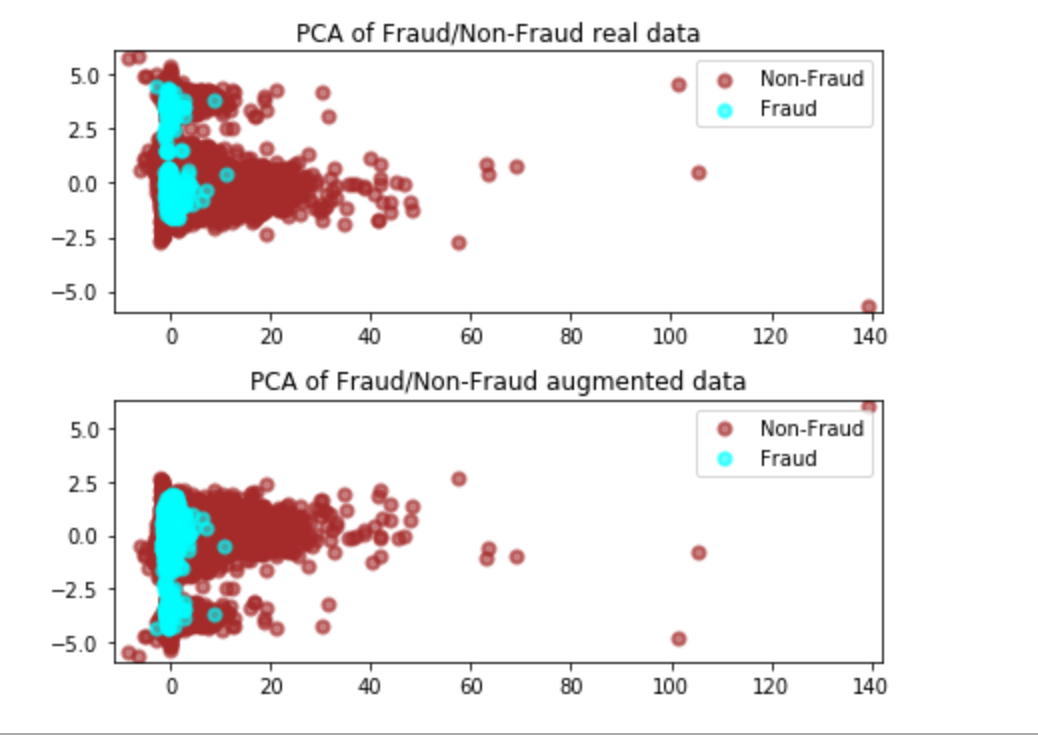 PCA of Fraud/Non-Fraud real data
5.0
2.5
0.0
−2.5
−5.0
Non-Fraud
Fraud
0 20 40 60 80 100 120 140
PCA of Fraud/Non-Fraud augmented data
5.0
2.5
0.0
−2.5
−5.0
Non-Fraud
Fraud
0 20 40 60 80 100 120 140